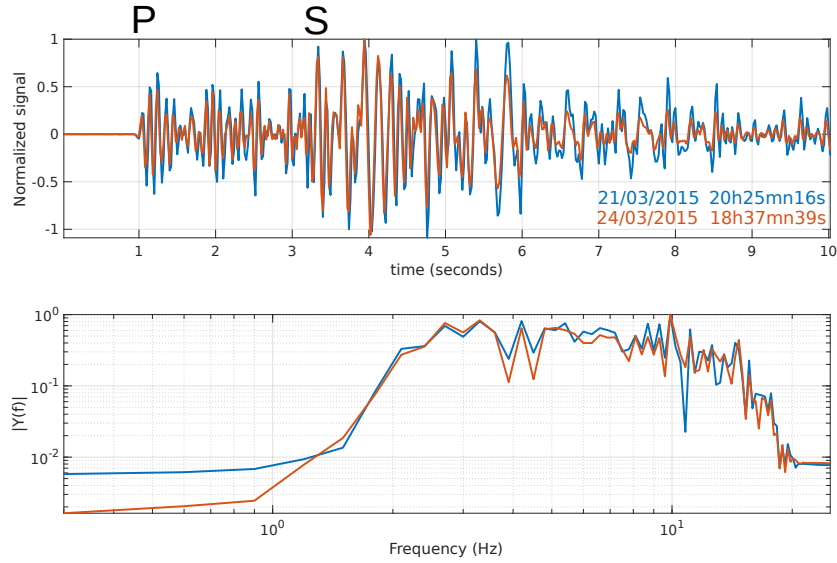 P S
1
0.5
0
-0.5
-1
Normalized signal
21/03/2015 20h25mn16s
24/03/2015 18h37mn39s
1 2 3 4 5 6 7 8 9 10
time (seconds)
10^0
10^-1
10^-2
|Y(f)|
10^0 10^1
Frequency (Hz)